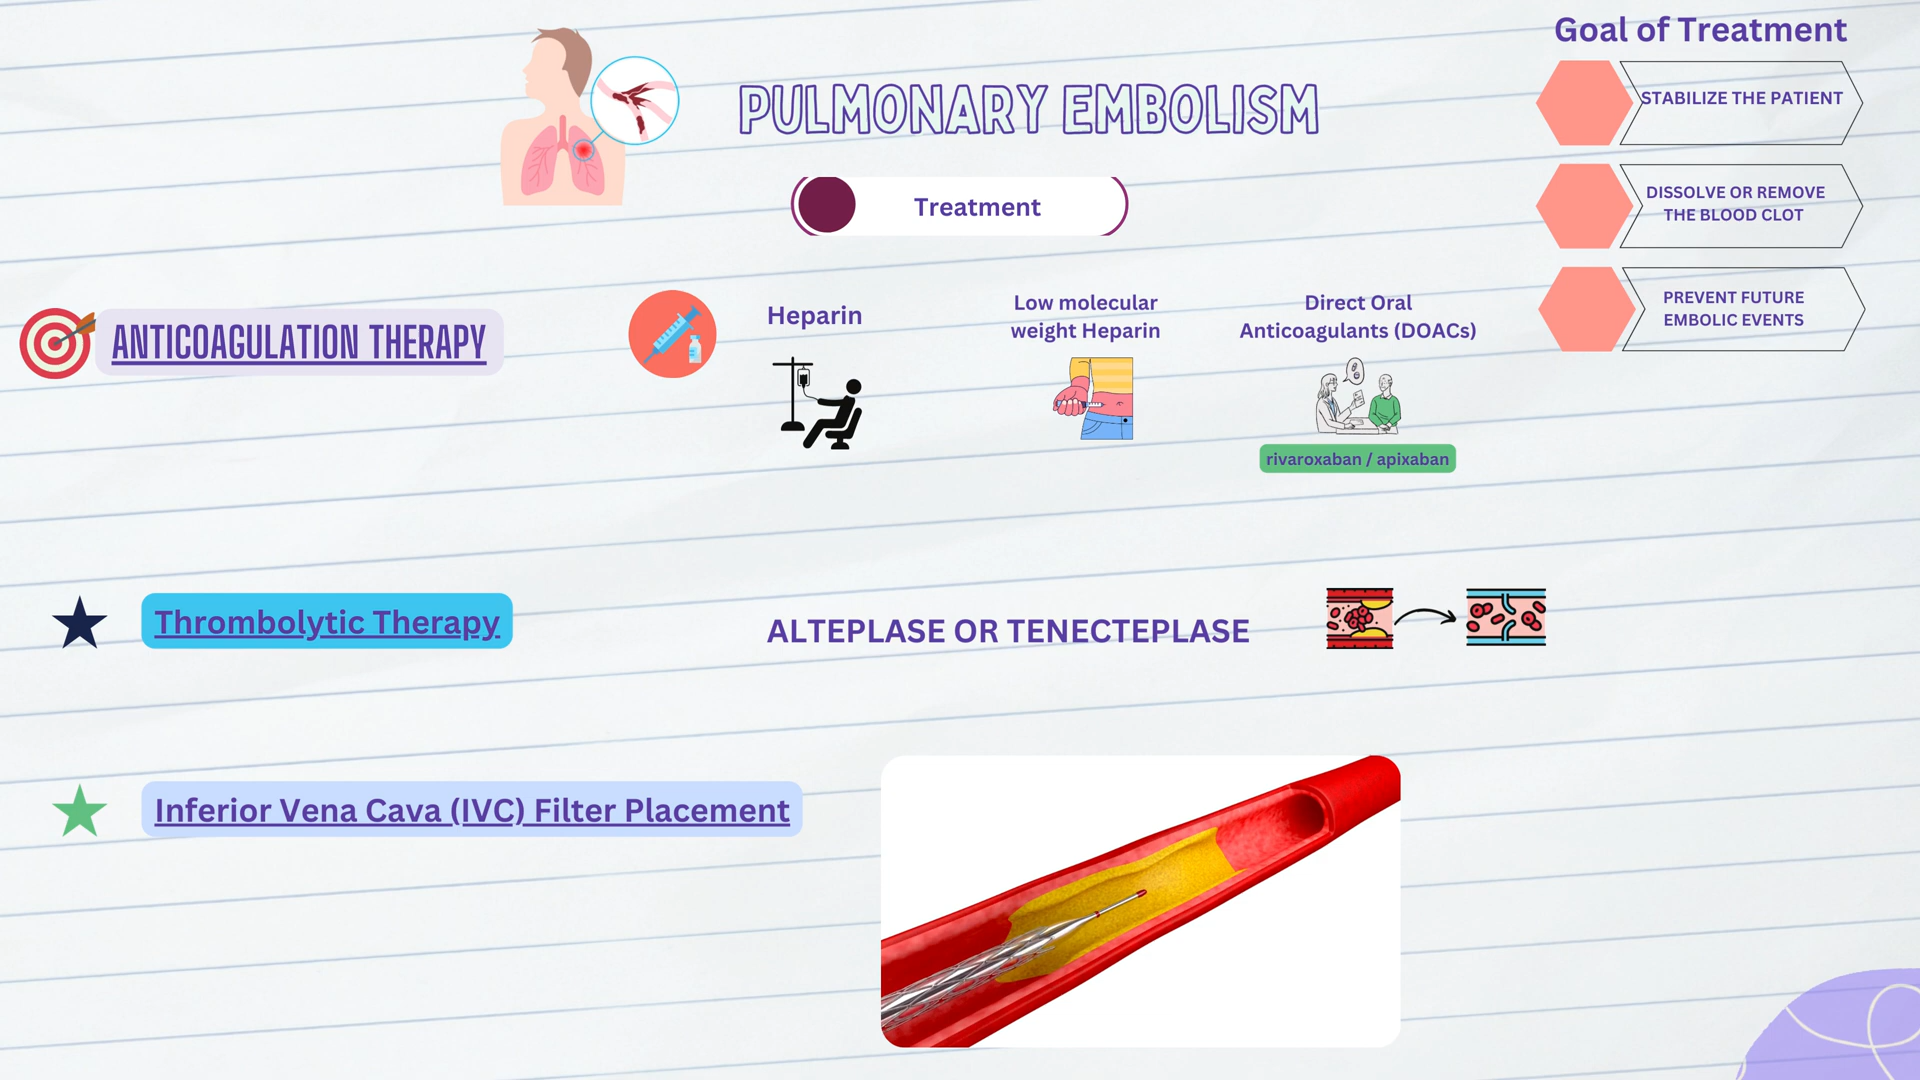 PULMONARY EMBOLISM
Treatment
Goal of Treatment
STABILIZE THE PATIENT
DISSOLVE OR REMOVE
THE BLOOD CLOT
PREVENT FUTURE
EMBOLIC EVENTS
ANTICOAGULATION THERAPY
Heparin
Low molecular
weight Heparin
Direct Oral
Anticoagulants (DOACs)
rivaroxaban / apixaban
Thrombolytic Therapy
ALTEPLASE OR TENECTEPLASE
Inferior Vena Cava (IVC) Filter Placement